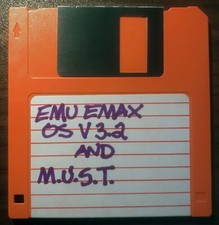 EMU EMAX
OS V 3.2
AND
M.U.S.T.